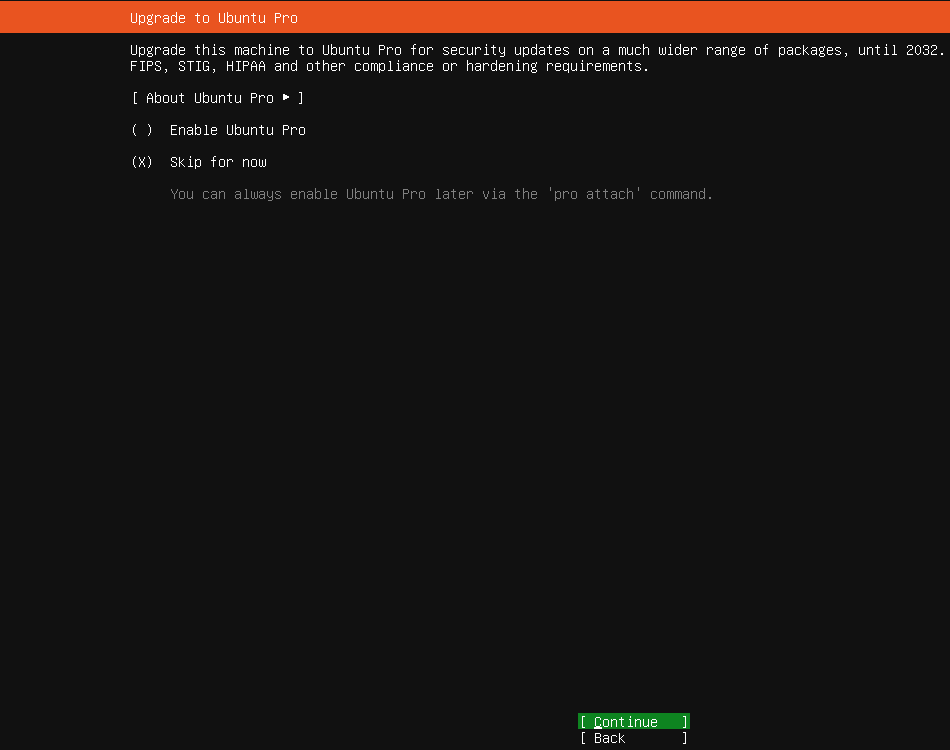 Upgrade to Ubuntu Pro
Upgrade this machine to Ubuntu Pro for security updates on a much wider range of packages, until 2032.
FIPS, STIG, HIPAA and other compliance or hardening requirements.
[ About Ubuntu Pro ▸ ]
( ) Enable Ubuntu Pro
(X) Skip for now
You can always enable Ubuntu Pro later via the 'pro attach' command.
[ Continue ]
[ Back ]